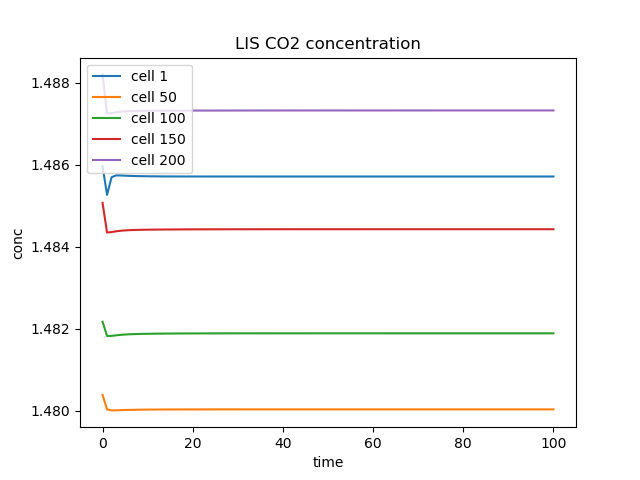 LIS CO2 concentration
cell 1
cell 50
cell 100
cell 150
cell 200
conc
1.488
1.486
1.484
1.482
1.480
0 20 40 60 80 100
time